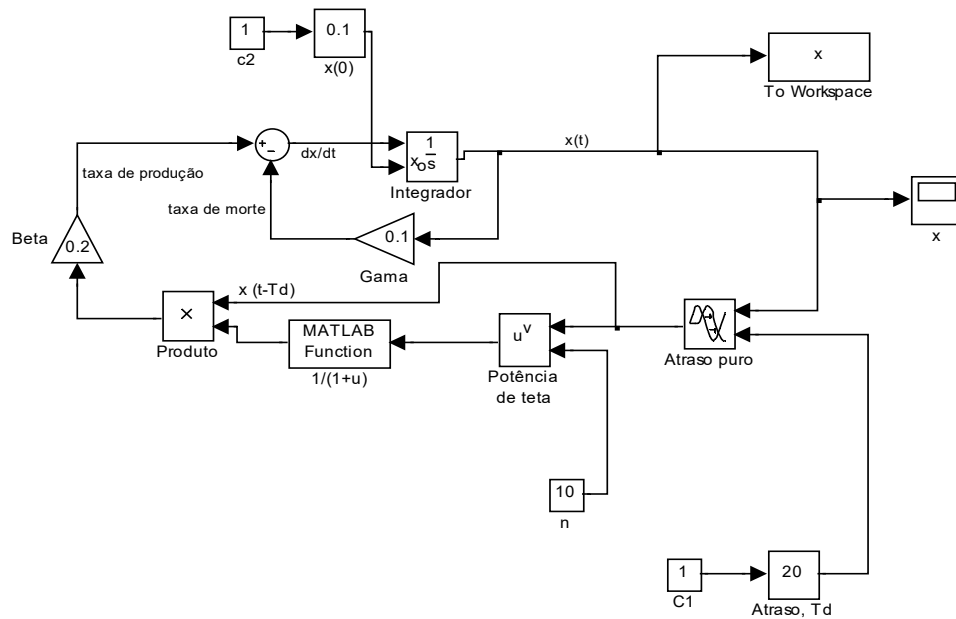 1
c2
0.1
x(0)
x
To Workspace
+
−
dx/dt
xo 1/s
Integrador
x(t)
taxa de produção
taxa de morte
Beta
0.2
0.1
Gama
x
x (t-Td)
×
Produto
MATLAB
Function
1/(1+u)
u^v
Potência
de teta
Atraso puro
10
n
1
C1
20
Atraso, Td